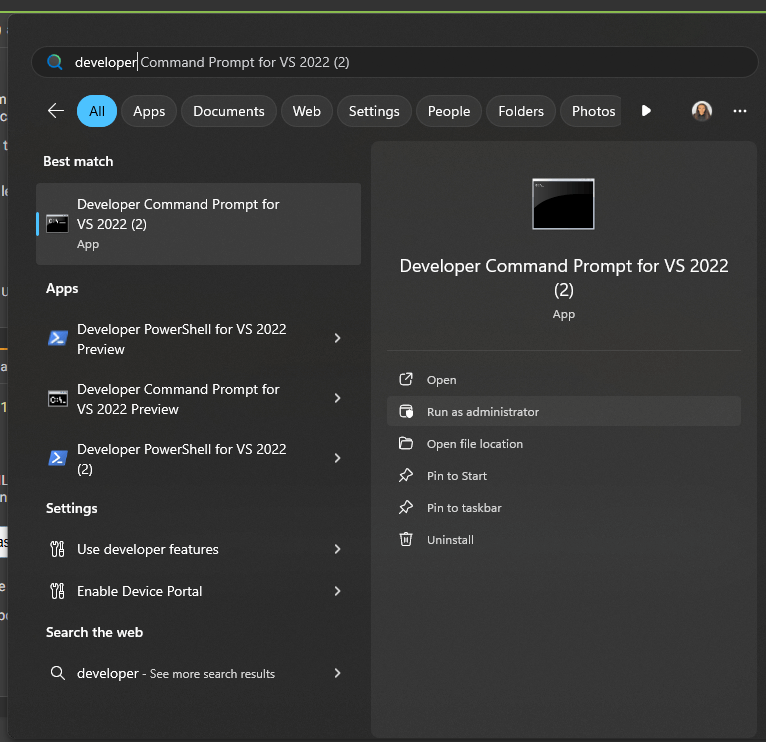 developer Command Prompt for VS 2022 (2)
All Apps Documents Web Settings People Folders Photos
Best match
Developer Command Prompt for
VS 2022 (2)
App
Apps
Developer PowerShell for VS 2022
Preview
Developer Command Prompt for
VS 2022 Preview
Developer PowerShell for VS 2022
(2)
Settings
Use developer features
Enable Device Portal
Search the web
developer - See more search results
Developer Command Prompt for VS 2022
(2)
App
Open
Run as administrator
Open file location
Pin to Start
Pin to taskbar
Uninstall